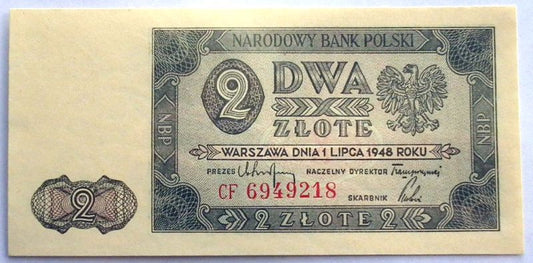 NARODOWY BANK POLSKI
2 DWA
ZŁOTE
NBP
NBP
WARSZAWA DNIA 1 LIPCA 1948 ROKU
PREZES NACZELNY DYREKTOR
CF 6949218
SKARBNIK
2
2 ZŁOTE 2